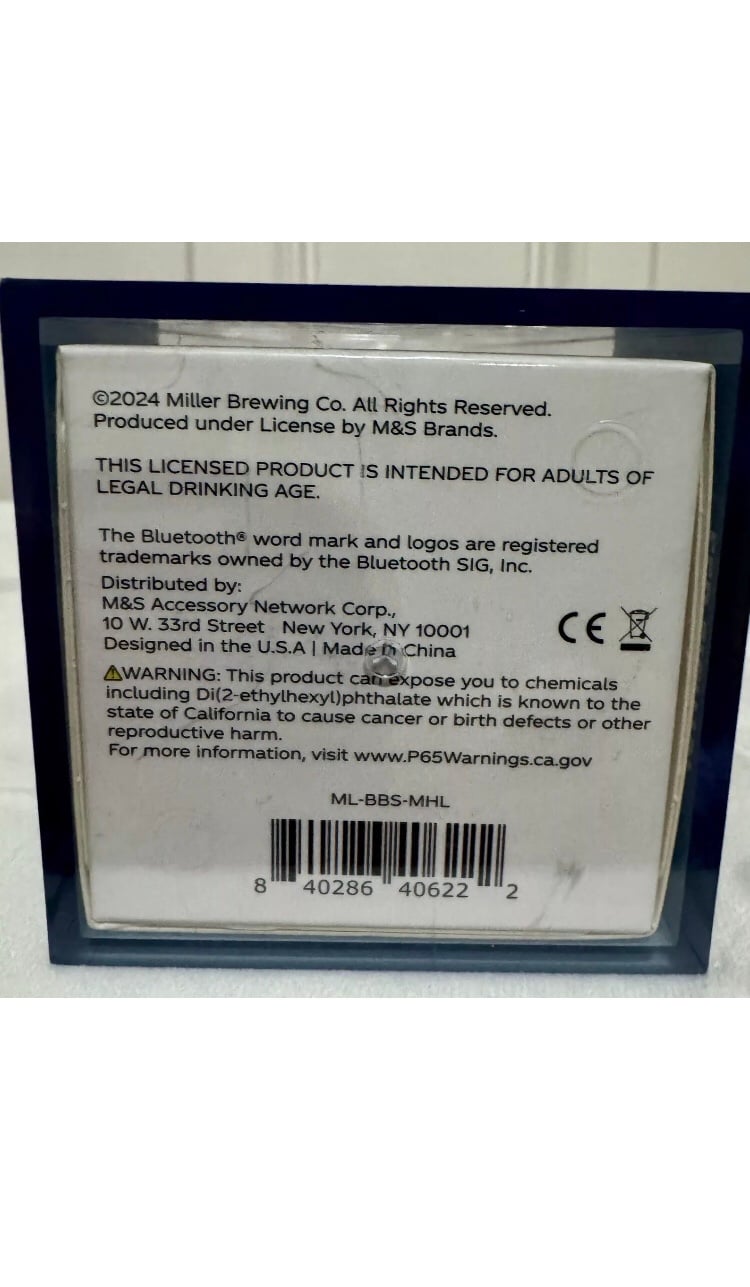 ©2024 Miller Brewing Co. All Rights Reserved.
Produced under License by M&S Brands.
THIS LICENSED PRODUCT IS INTENDED FOR ADULTS OF
LEGAL DRINKING AGE.
The Bluetooth® word mark and logos are registered
trademarks owned by the Bluetooth SIG, Inc.
Distributed by:
M&S Accessory Network Corp.,
10 W. 33rd Street New York, NY 10001
Designed in the U.S.A | Made in China
CE
⚠WARNING: This product can expose you to chemicals
including Di(2-ethylhexyl)phthalate which is known to the
state of California to cause cancer or birth defects or other
reproductive harm.
For more information, visit www.P65Warnings.ca.gov
ML-BBS-MHL
8 40286 40622 2